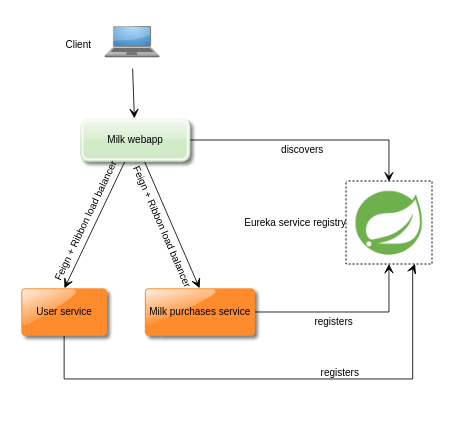 Client
Milk webapp
discovers
Feign + Ribbon load balancer
Feign + Ribbon load balancer
Eureka service registry
User service
Milk purchases service
registers
registers